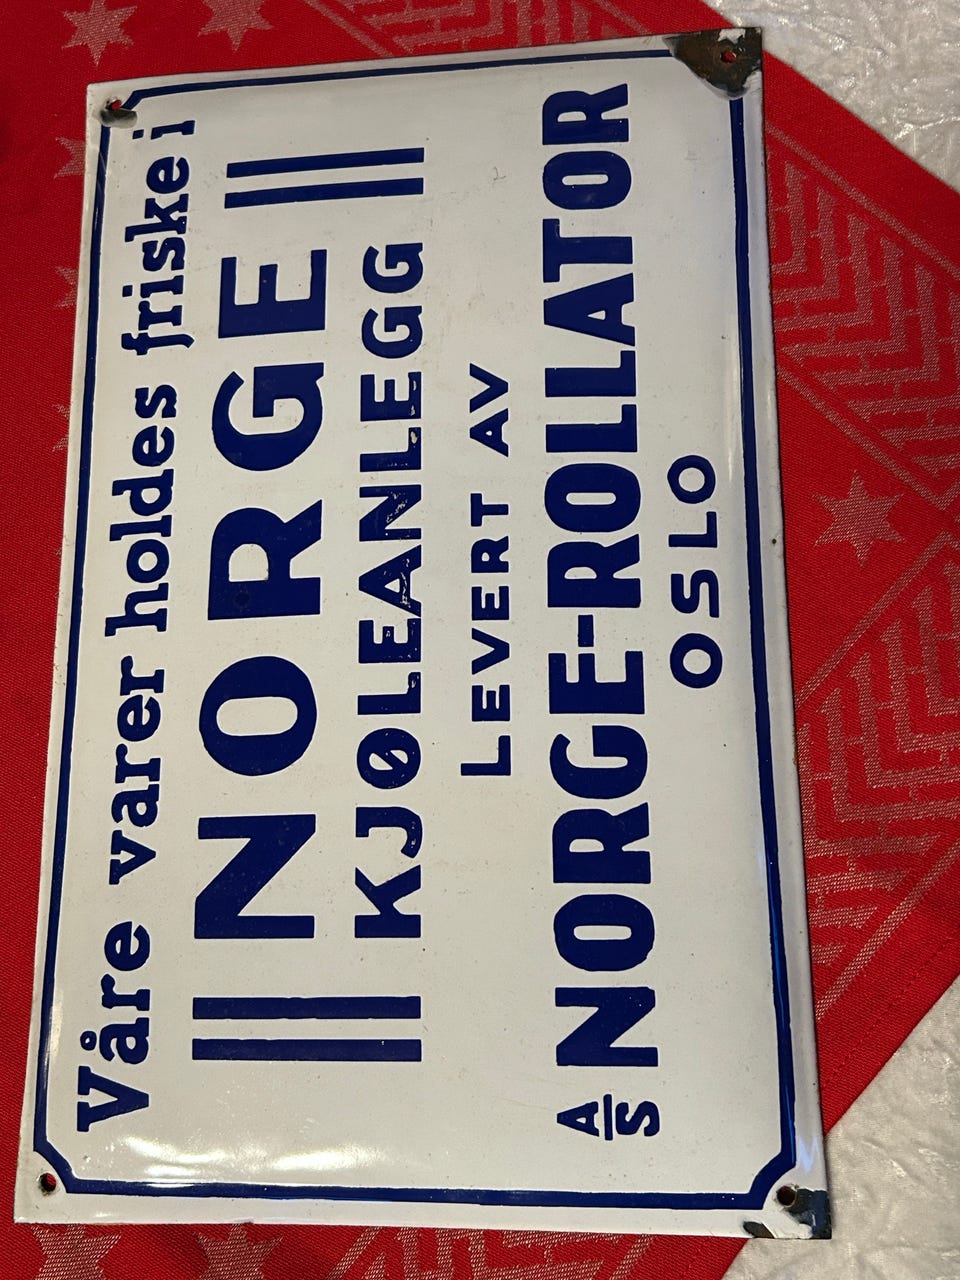 Våre varer holdes friske i
NORGE
KJØLEANLEGG
LEVERT AV
A/S NORGE-ROLLATOR
OSLO